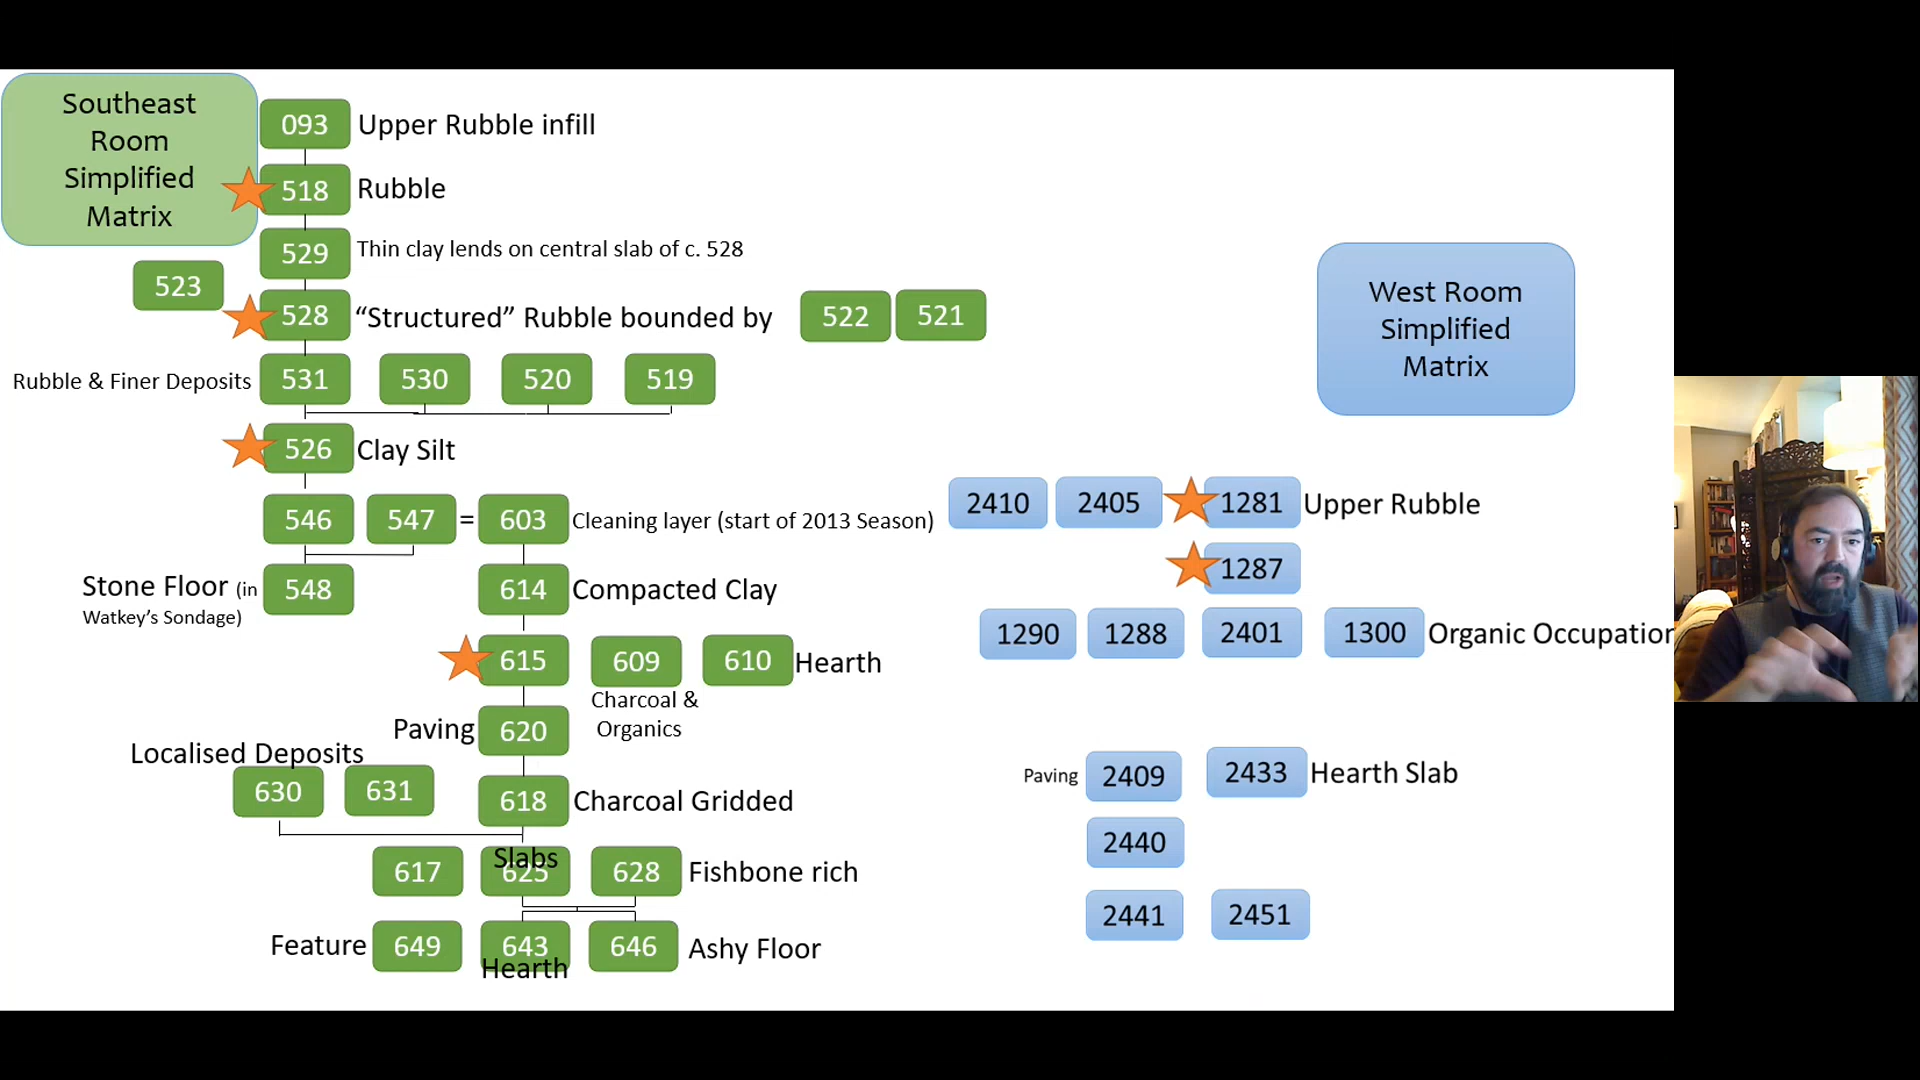 Southeast
Room
Simplified
Matrix
093 Upper Rubble infill
518 Rubble
529 Thin clay lends on central slab of c. 528
523
528 “Structured” Rubble bounded by 522 521
Rubble & Finer Deposits 531 530 520 519
526 Clay Silt
546 547 = 603 Cleaning layer (start of 2013 Season)
Stone Floor (in
Watkey’s Sondage)
548 614 Compacted Clay
615 609 610 Hearth
Charcoal &
Organics
Paving 620
Localised Deposits
630 631 618 Charcoal Gridded
Slabs
617 625 628 Fishbone rich
Feature 649 643 646 Ashy Floor
Hearth
West Room
Simplified
Matrix
2410 2405 1281 Upper Rubble
1287
1290 1288 2401 1300 Organic Occupation
Paving 2409 2433 Hearth Slab
2440
2441 2451